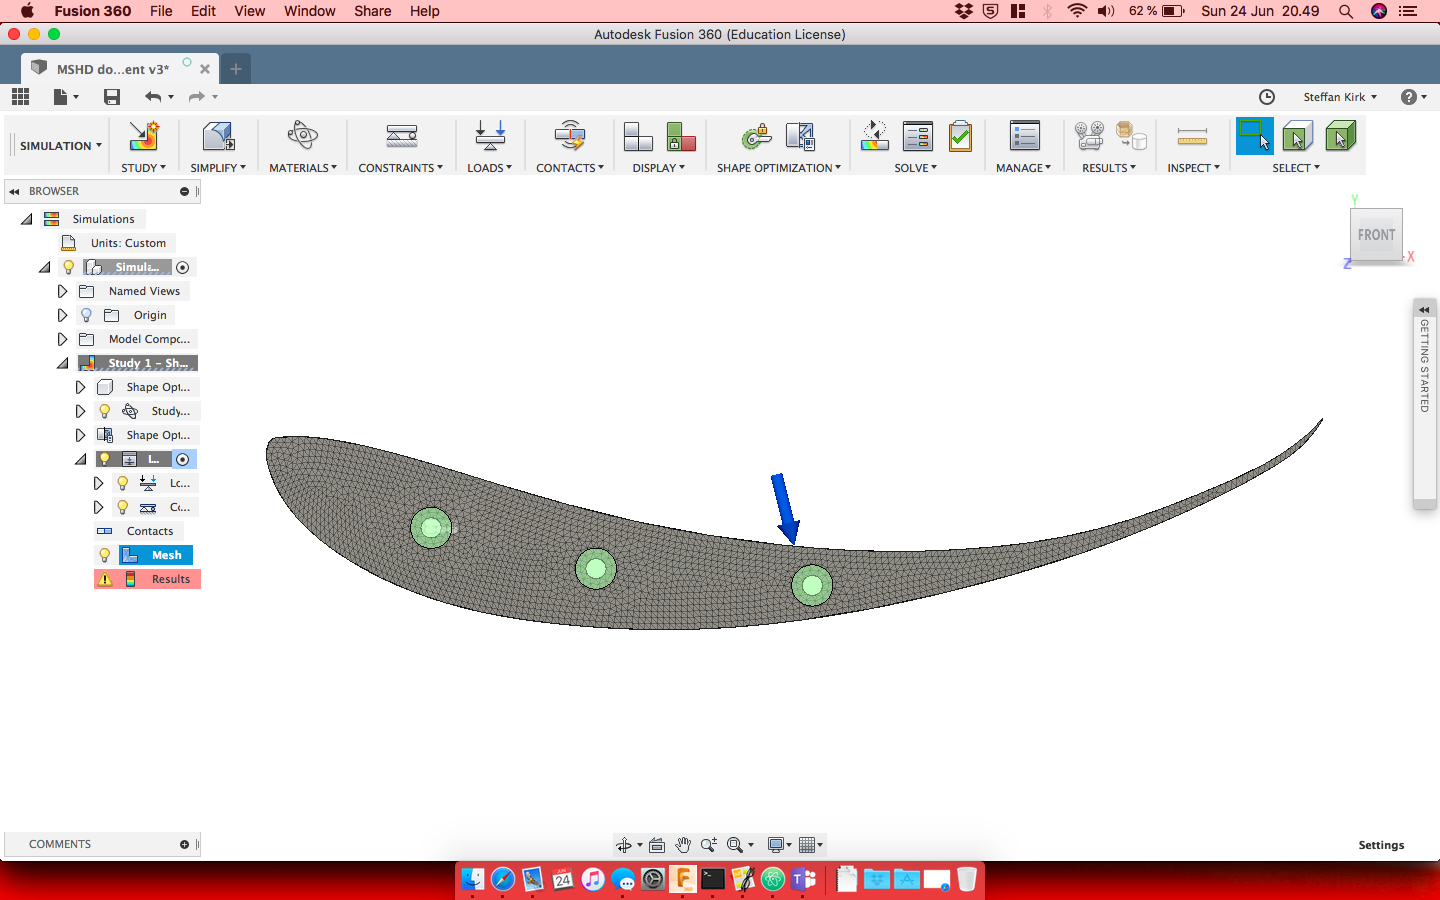 Fusion 360 File Edit View Window Share Help 62 % Sun 24 Jun 20.49
Autodesk Fusion 360 (Education License)
MSHD do...ent v3*
Steffan Kirk
SIMULATION STUDY SIMPLIFY MATERIALS CONSTRAINTS LOADS CONTACTS DISPLAY SHAPE OPTIMIZATION SOLVE MANAGE RESULTS INSPECT SELECT
BROWSER
Simulations
Units: Custom
Simula...
Named Views
Origin
Model Compo...
Study 1 - Sh...
Shape Opt...
Study...
Shape Opt...
L...
Lo...
Co...
Contacts
Mesh
Results
Y
FRONT
X
Z
GETTING STARTED
COMMENTS
Settings
JUN
24